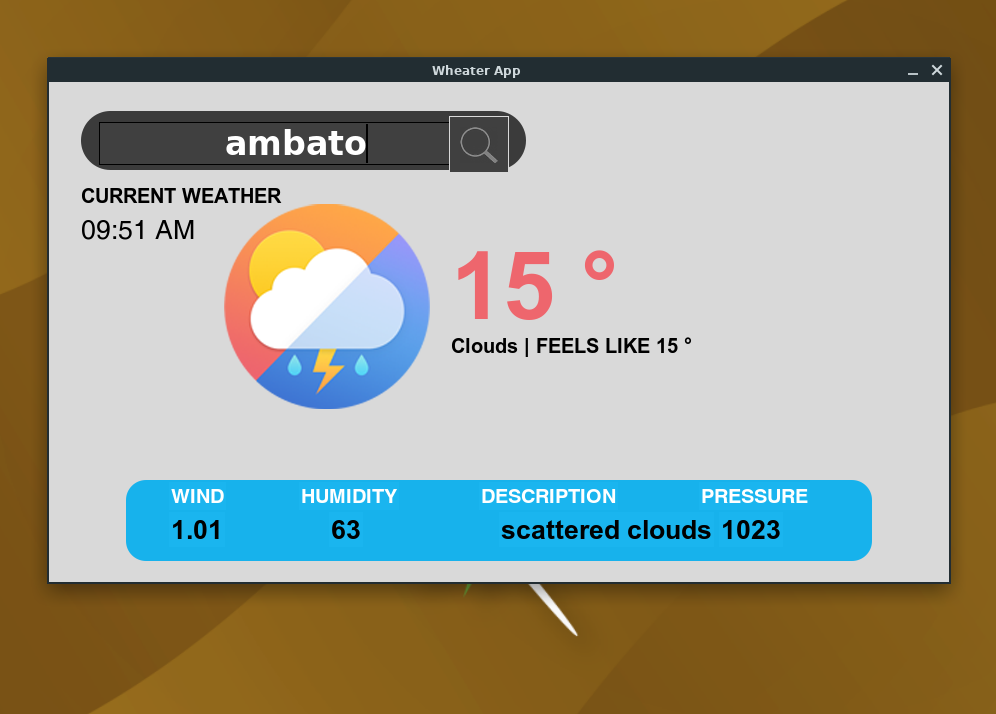 Wheater App
ambato
CURRENT WEATHER
09:51 AM
15 °
Clouds | FEELS LIKE 15 °
WIND HUMIDITY DESCRIPTION PRESSURE
1.01 63 scattered clouds 1023